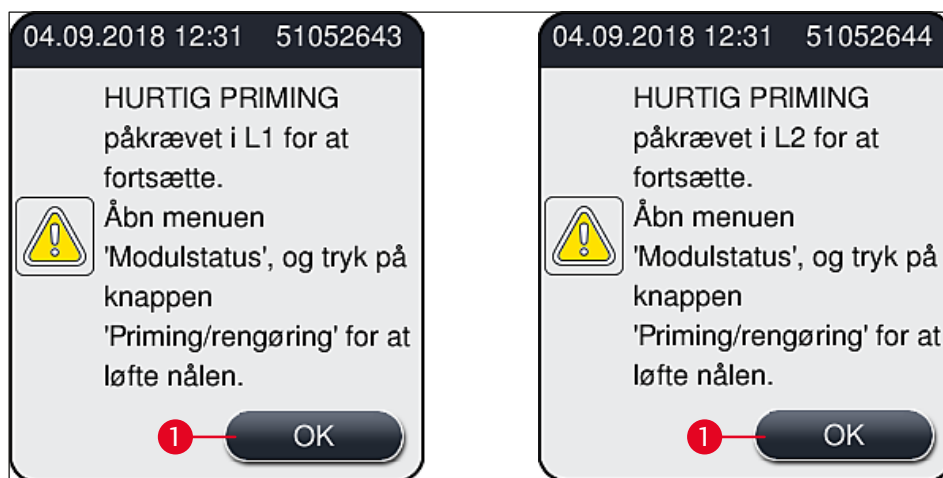 04.09.2018 12:31 51052643
HURTIG PRIMING
påkrævet i L1 for at
fortsætte.
Åbn menuen
'Modulstatus', og tryk på
knappen
'Priming/rengøring' for at
løfte nålen.
1
OK
04.09.2018 12:31 51052644
HURTIG PRIMING
påkrævet i L2 for at
fortsætte.
Åbn menuen
'Modulstatus', og tryk på
knappen
'Priming/rengøring' for at
løfte nålen.
1
OK